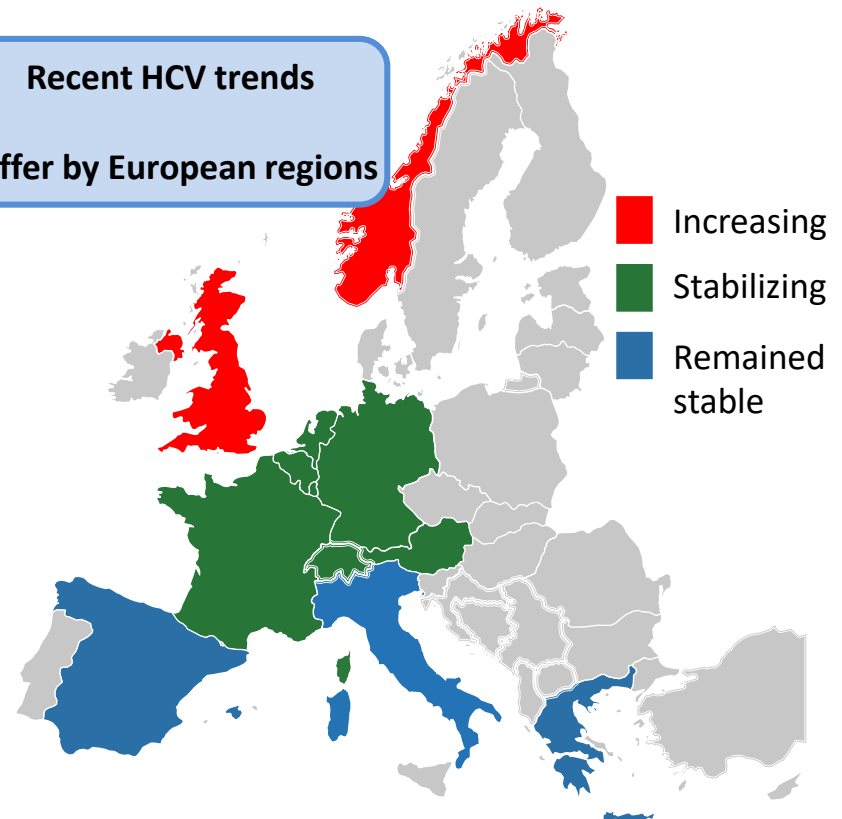 Recent HCV trends
ffer by European regions
Increasing
Stabilizing
Remained
stable